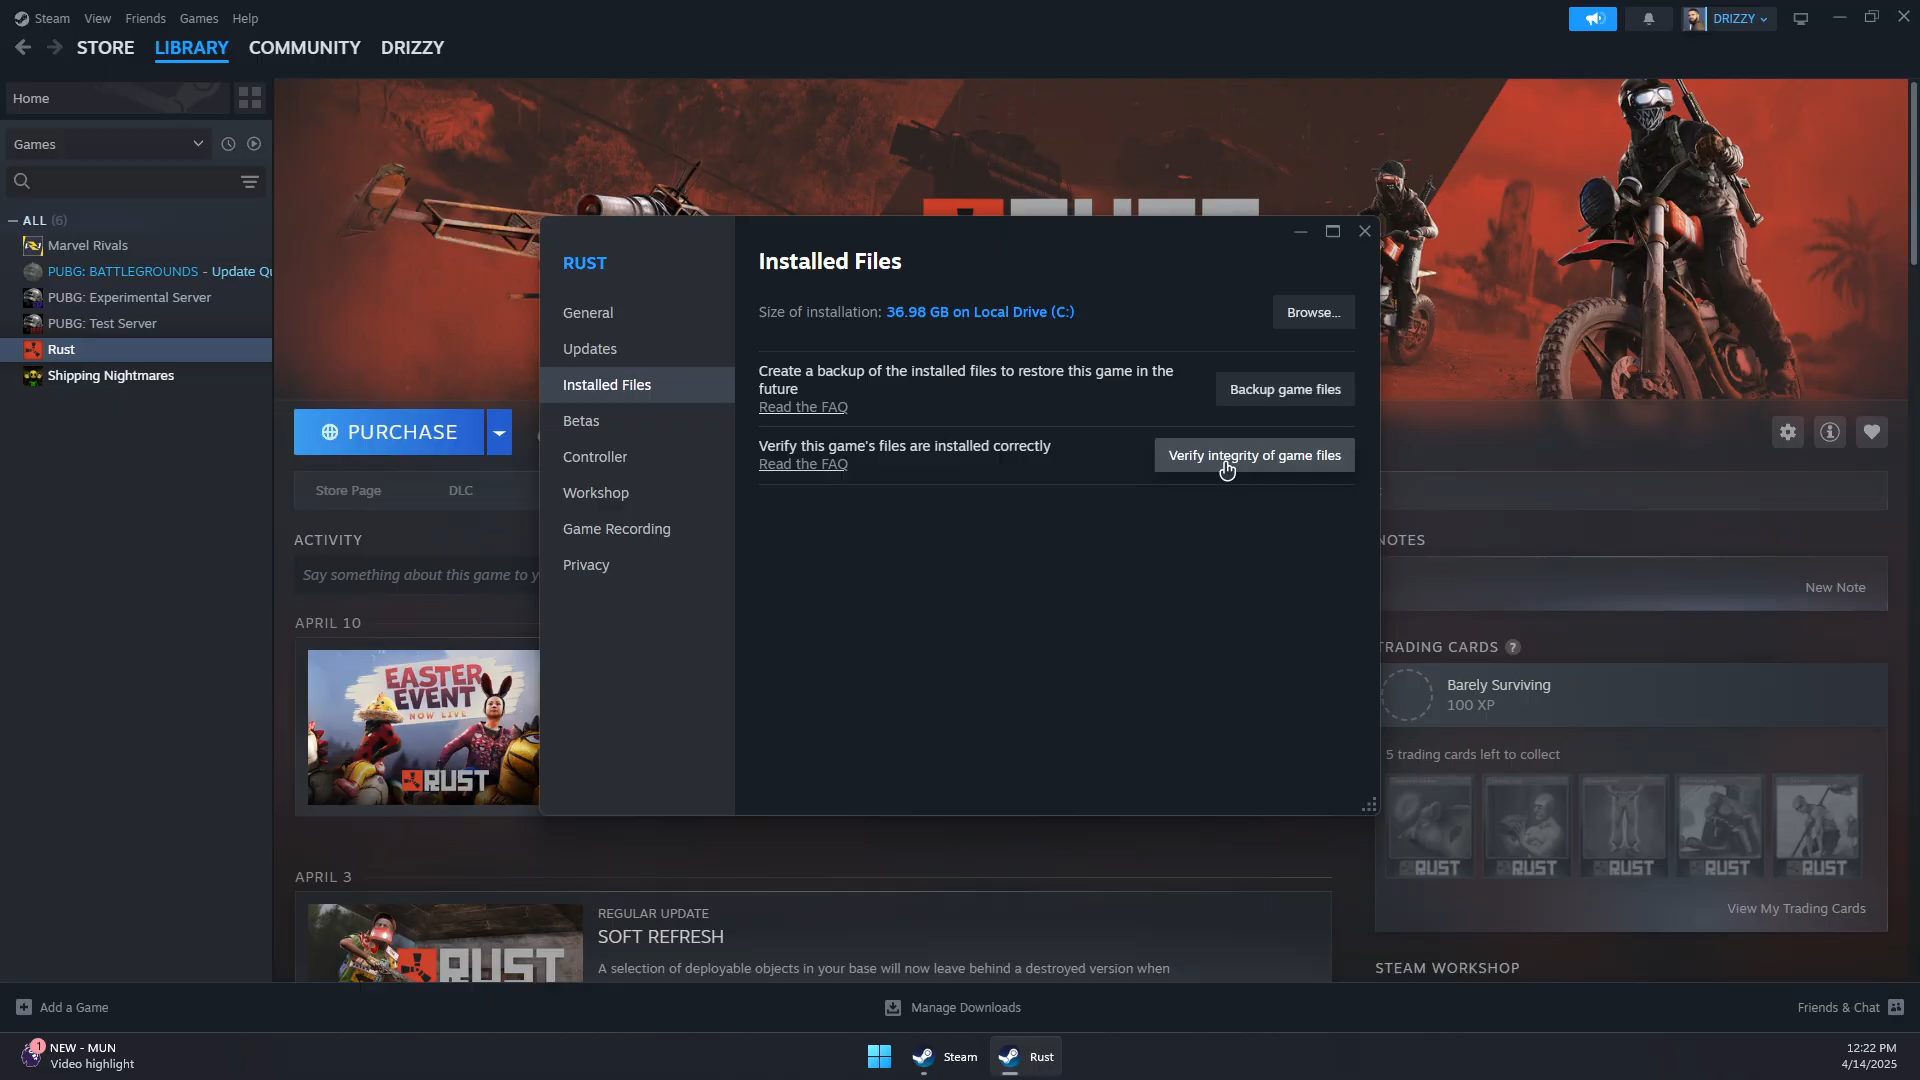 Steam View Friends Games Help
DRIZZY
STORE LIBRARY COMMUNITY DRIZZY
Home
Games
ALL (6)
Marvel Rivals
PUBG: BATTLEGROUNDS - Update Qu
PUBG: Experimental Server
PUBG: Test Server
Rust
Shipping Nightmares
RUST
General
Updates
Installed Files
Betas
Controller
Workshop
Game Recording
Privacy
Installed Files
Size of installation: 36.98 GB on Local Drive (C:)
Browse...
Create a backup of the installed files to restore this game in the
future
Read the FAQ
Backup game files
Verify this game's files are installed correctly
Read the FAQ
Verify integrity of game files
PURCHASE
Store Page DLC
ACTIVITY
Say something about this game to y
APRIL 10
EASTER
EVENT
NOW LIVE
RUST
APRIL 3
RUST
REGULAR UPDATE
SOFT REFRESH
A selection of deployable objects in your base will now leave behind a destroyed version when
NOTES
New Note
TRADING CARDS ?
Barely Surviving
100 XP
5 trading cards left to collect
RUST RUST RUST RUST RUST
View My Trading Cards
STEAM WORKSHOP
Add a Game
Manage Downloads
Friends & Chat
1
NEW - MUN
Video highlight
Steam
Rust
12:22 PM
4/14/2025